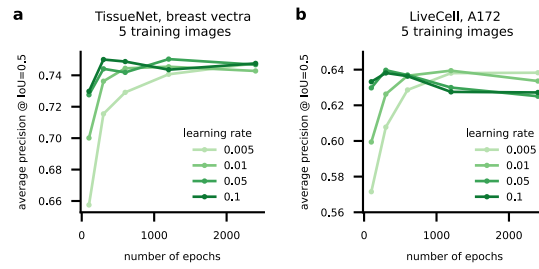 a
TissueNet, breast vectra
5 training images
average precision @ IoU=0.5
0.74
0.72
0.70
0.68
0.66
learning rate
0.005
0.01
0.05
0.1
0
1000
2000
number of epochs
b
LiveCell, A172
5 training images
average precision @ IoU=0.5
0.64
0.62
0.60
0.58
0.56
learning rate
0.005
0.01
0.05
0.1
0
1000
2000
number of epochs